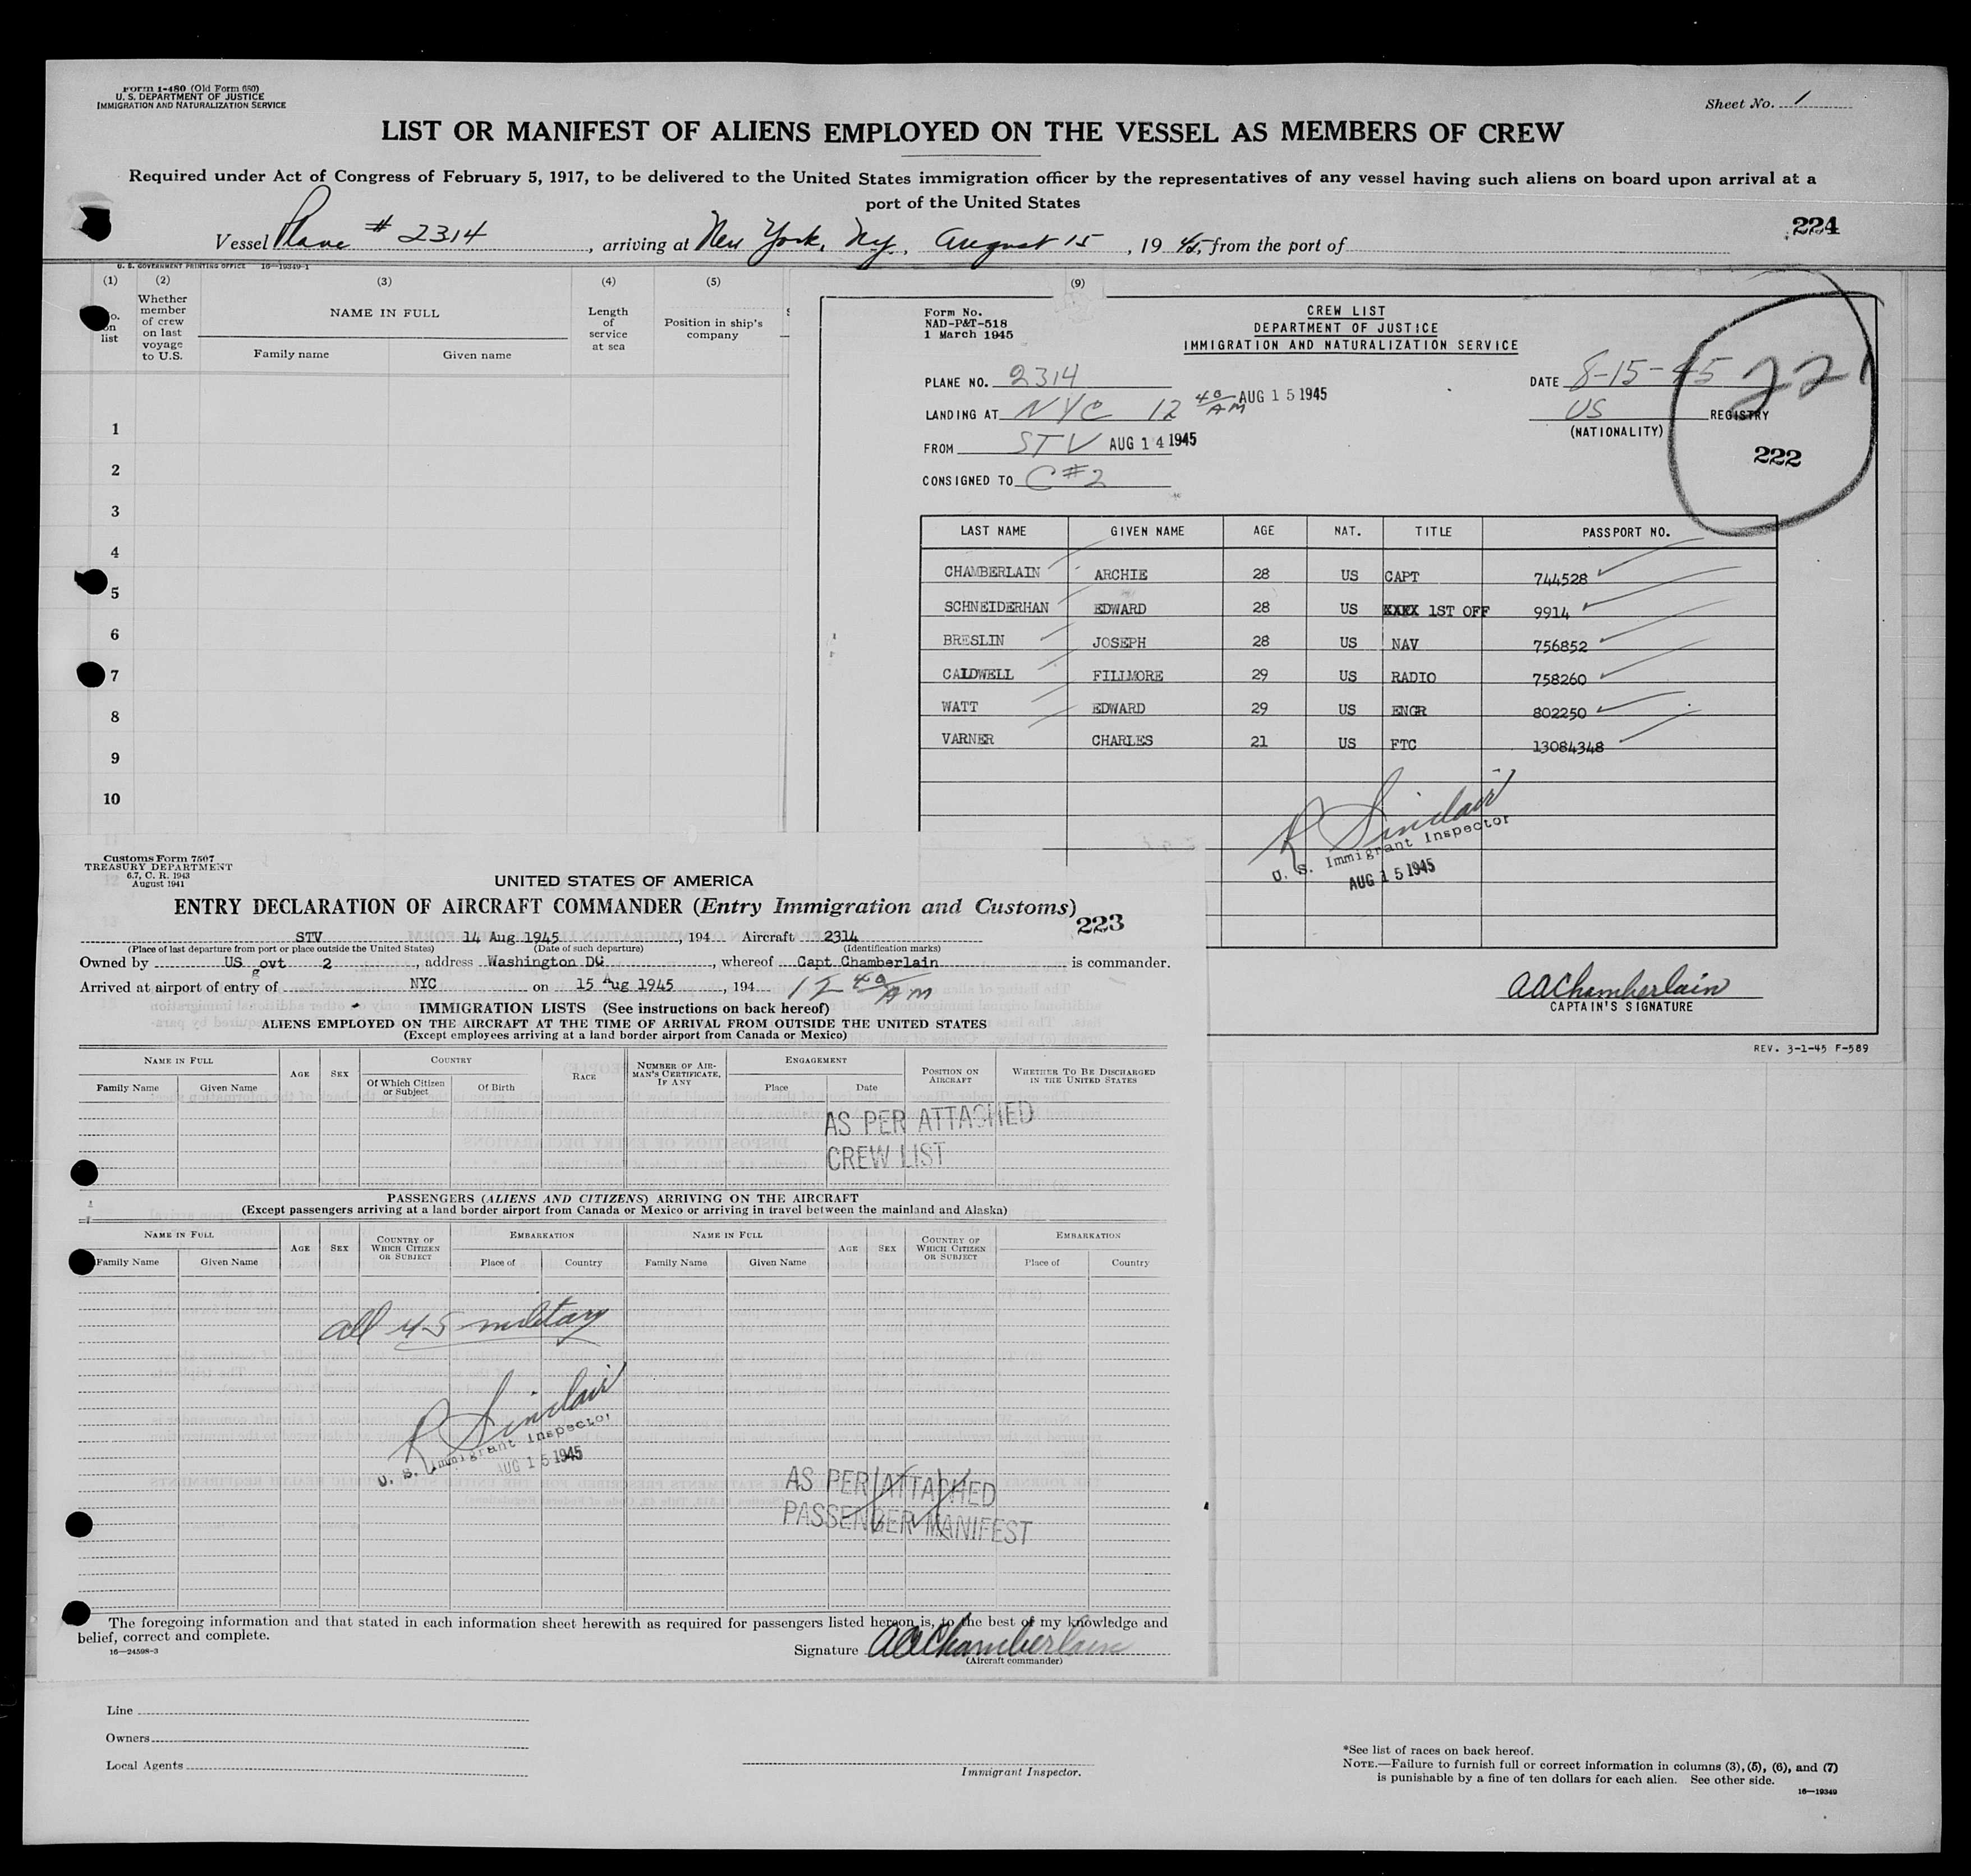 Form I-480 (Old Form 680)
U. S. DEPARTMENT OF JUSTICE
IMMIGRATION AND NATURALIZATION SERVICE
Sheet No. 1
LIST OR MANIFEST OF ALIENS EMPLOYED ON THE VESSEL AS MEMBERS OF CREW
Required under Act of Congress of February 5, 1917, to be delivered to the United States immigration officer by the representatives of any vessel having such aliens on board upon arrival at a
port of the United States
224
Vessel Plane # 2314, arriving at New York, Ny, August 15, 19 45, from the port of
U. S. GOVERNMENT PRINTING OFFICE 16—19349-1
(1) (2) (3) (4) (5) (9)
No. on list
Whether member of crew on last voyage to U.S.
NAME IN FULL
Family name Given name
Length of service at sea
Position in ship's company
1
2
3
4
5
6
7
8
9
10
Form No.
NAD-P&T-518
1 March 1945
CREW LIST
DEPARTMENT OF JUSTICE
IMMIGRATION AND NATURALIZATION SERVICE
PLANE NO. 2314
DATE 8-15-45
221
LANDING AT NYC 12 40 AM AUG 15 1945
US REGISTRY
(NATIONALITY)
FROM STV AUG 14 1945
222
CONSIGNED TO C#2
LAST NAME GIVEN NAME AGE NAT. TITLE PASSPORT NO.
CHAMBERLAIN ARCHIE 28 US CAPT 744528
SCHNEIDERHAN EDWARD 28 US XXXX 1ST OFF 9914
BRESLIN JOSEPH 28 US NAV 756852
CALDWELL FILLMORE 29 US RADIO 758260
WATT EDWARD 29 US ENGR 802250
VARNER CHARLES 21 US FTC 13084348
R Sinclair
U. S. Immigrant Inspector
AUG 15 1945
AAChamberlain
CAPTAIN'S SIGNATURE
REV. 3-1-45 F-589
Customs Form 7507
TREASURY DEPARTMENT
6.7, C. R. 1943
August 1941
UNITED STATES OF AMERICA
ENTRY DECLARATION OF AIRCRAFT COMMANDER (Entry Immigration and Customs)
223
STV 14 Aug 1945, 194 Aircraft 2314
(Place of last departure from port or place outside the United States) (Date of such departure) (Identification marks)
Owned by US govt 2, address Washington DC, whereof Capt Chamberlain is commander.
Arrived at airport of entry of NYC on 15 Aug 1945, 194 12 40 AM
IMMIGRATION LISTS (See instructions on back hereof)
ALIENS EMPLOYED ON THE AIRCRAFT AT THE TIME OF ARRIVAL FROM OUTSIDE THE UNITED STATES
(Except employees arriving at a land border airport from Canada or Mexico)
NAME IN FULL
Family Name Given Name
AGE SEX
COUNTRY
Of Which Citizen or Subject Of Birth
RACE
NUMBER OF AIRMAN'S CERTIFICATE, IF ANY
ENGAGEMENT
Place Date
POSITION ON AIRCRAFT
WHETHER TO BE DISCHARGED IN THE UNITED STATES
AS PER ATTACHED
CREW LIST
PASSENGERS (ALIENS AND CITIZENS) ARRIVING ON THE AIRCRAFT
(Except passengers arriving at a land border airport from Canada or Mexico or arriving in travel between the mainland and Alaska)
NAME IN FULL AGE SEX COUNTRY OF WHICH CITIZEN OR SUBJECT EMBARKATION NAME IN FULL AGE SEX COUNTRY OF WHICH CITIZEN OR SUBJECT EMBARKATION
Family Name Given Name Place of Country Family Name Given Name Place of Country
all US military
R Sinclair
U. S. Immigrant Inspector
AUG 15 1945
AS PER ATTACHED
PASSENGER MANIFEST
The foregoing information and that stated in each information sheet herewith as required for passengers listed hereon is, to the best of my knowledge and
belief, correct and complete.
16—24598-3
Signature AAChamberlain
(Aircraft commander)
Line
Owners
Local Agents
Immigrant Inspector.
*See list of races on back hereof.
NOTE.—Failure to furnish full or correct information in columns (3), (5), (6), and (7)
is punishable by a fine of ten dollars for each alien. See other side.
16—19349